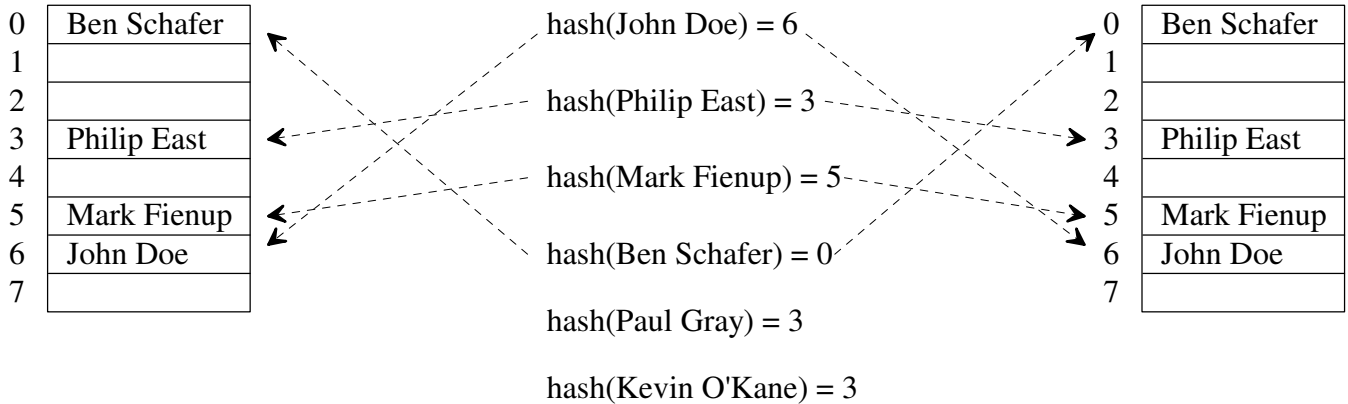 0 Ben Schafer hash(John Doe) = 6 0 Ben Schafer
1 1
2 hash(Philip East) = 3 2
3 Philip East 3 Philip East
4 hash(Mark Fienup) = 5 4
5 Mark Fienup 5 Mark Fienup
6 John Doe hash(Ben Schafer) = 0 6 John Doe
7 7
hash(Paul Gray) = 3
hash(Kevin O'Kane) = 3